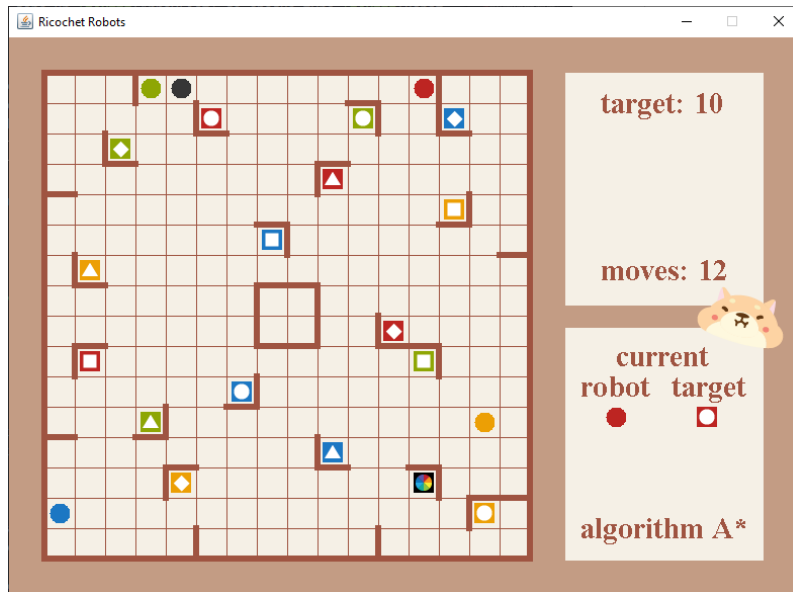 Ricochet Robots
target: 10
moves: 12
current
robot target
algorithm A*